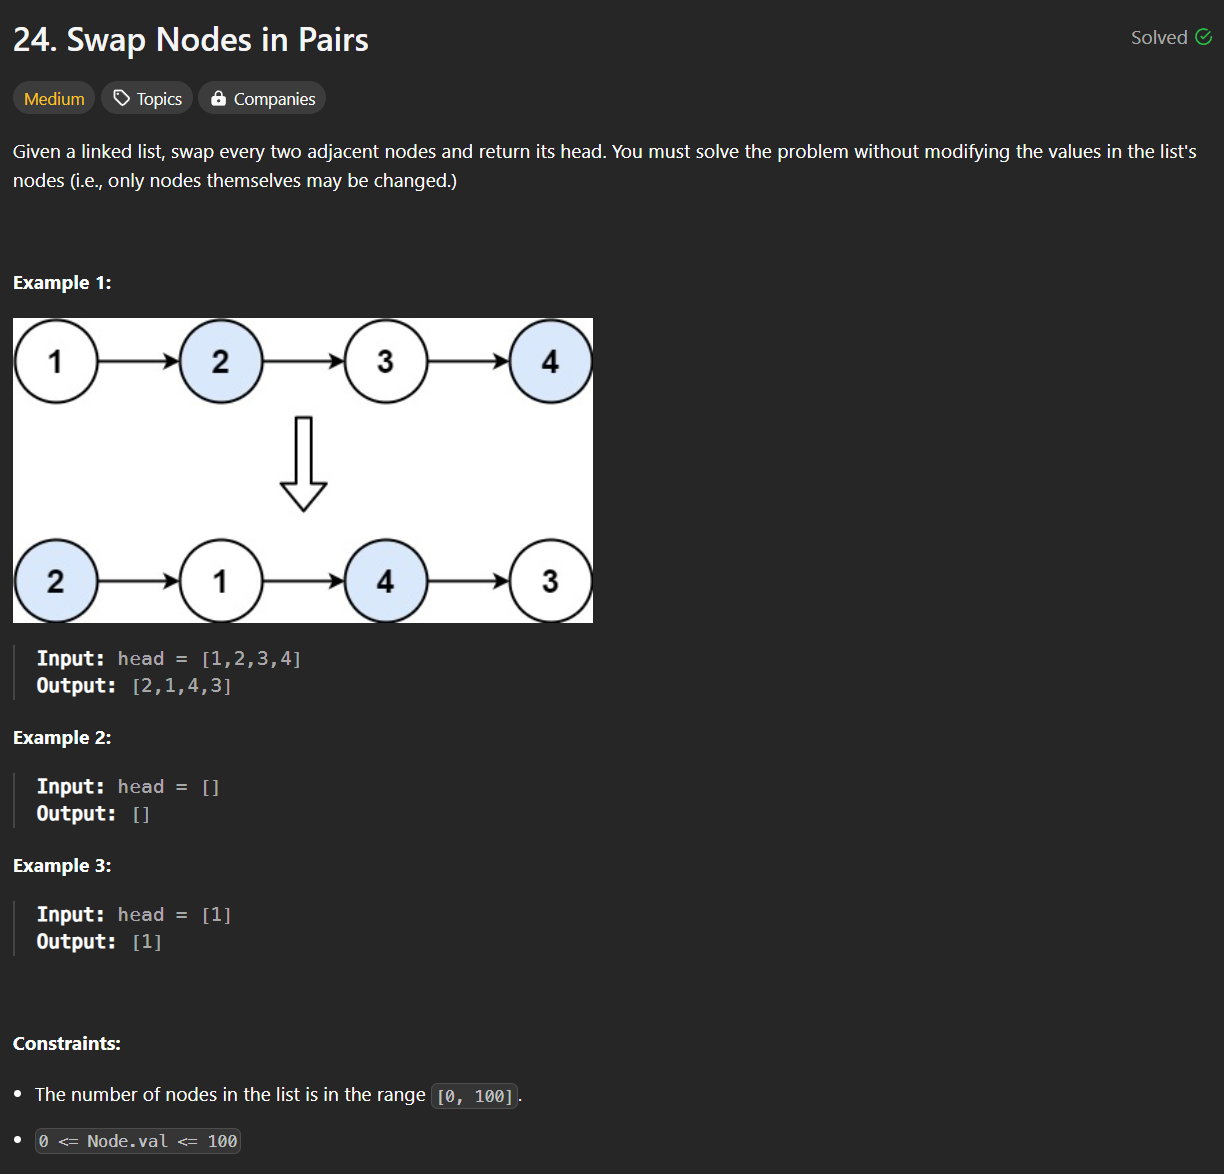 24. Swap Nodes in Pairs
Solved
Medium
Topics
Companies
Given a linked list, swap every two adjacent nodes and return its head. You must solve the problem without modifying the values in the list's
nodes (i.e., only nodes themselves may be changed.)
Example 1:
1 2 3 4
2 1 4 3
Input: head = [1,2,3,4]
Output: [2,1,4,3]
Example 2:
Input: head = []
Output: []
Example 3:
Input: head = [1]
Output: [1]
Constraints:
• The number of nodes in the list is in the range [0, 100].
• 0 <= Node.val <= 100